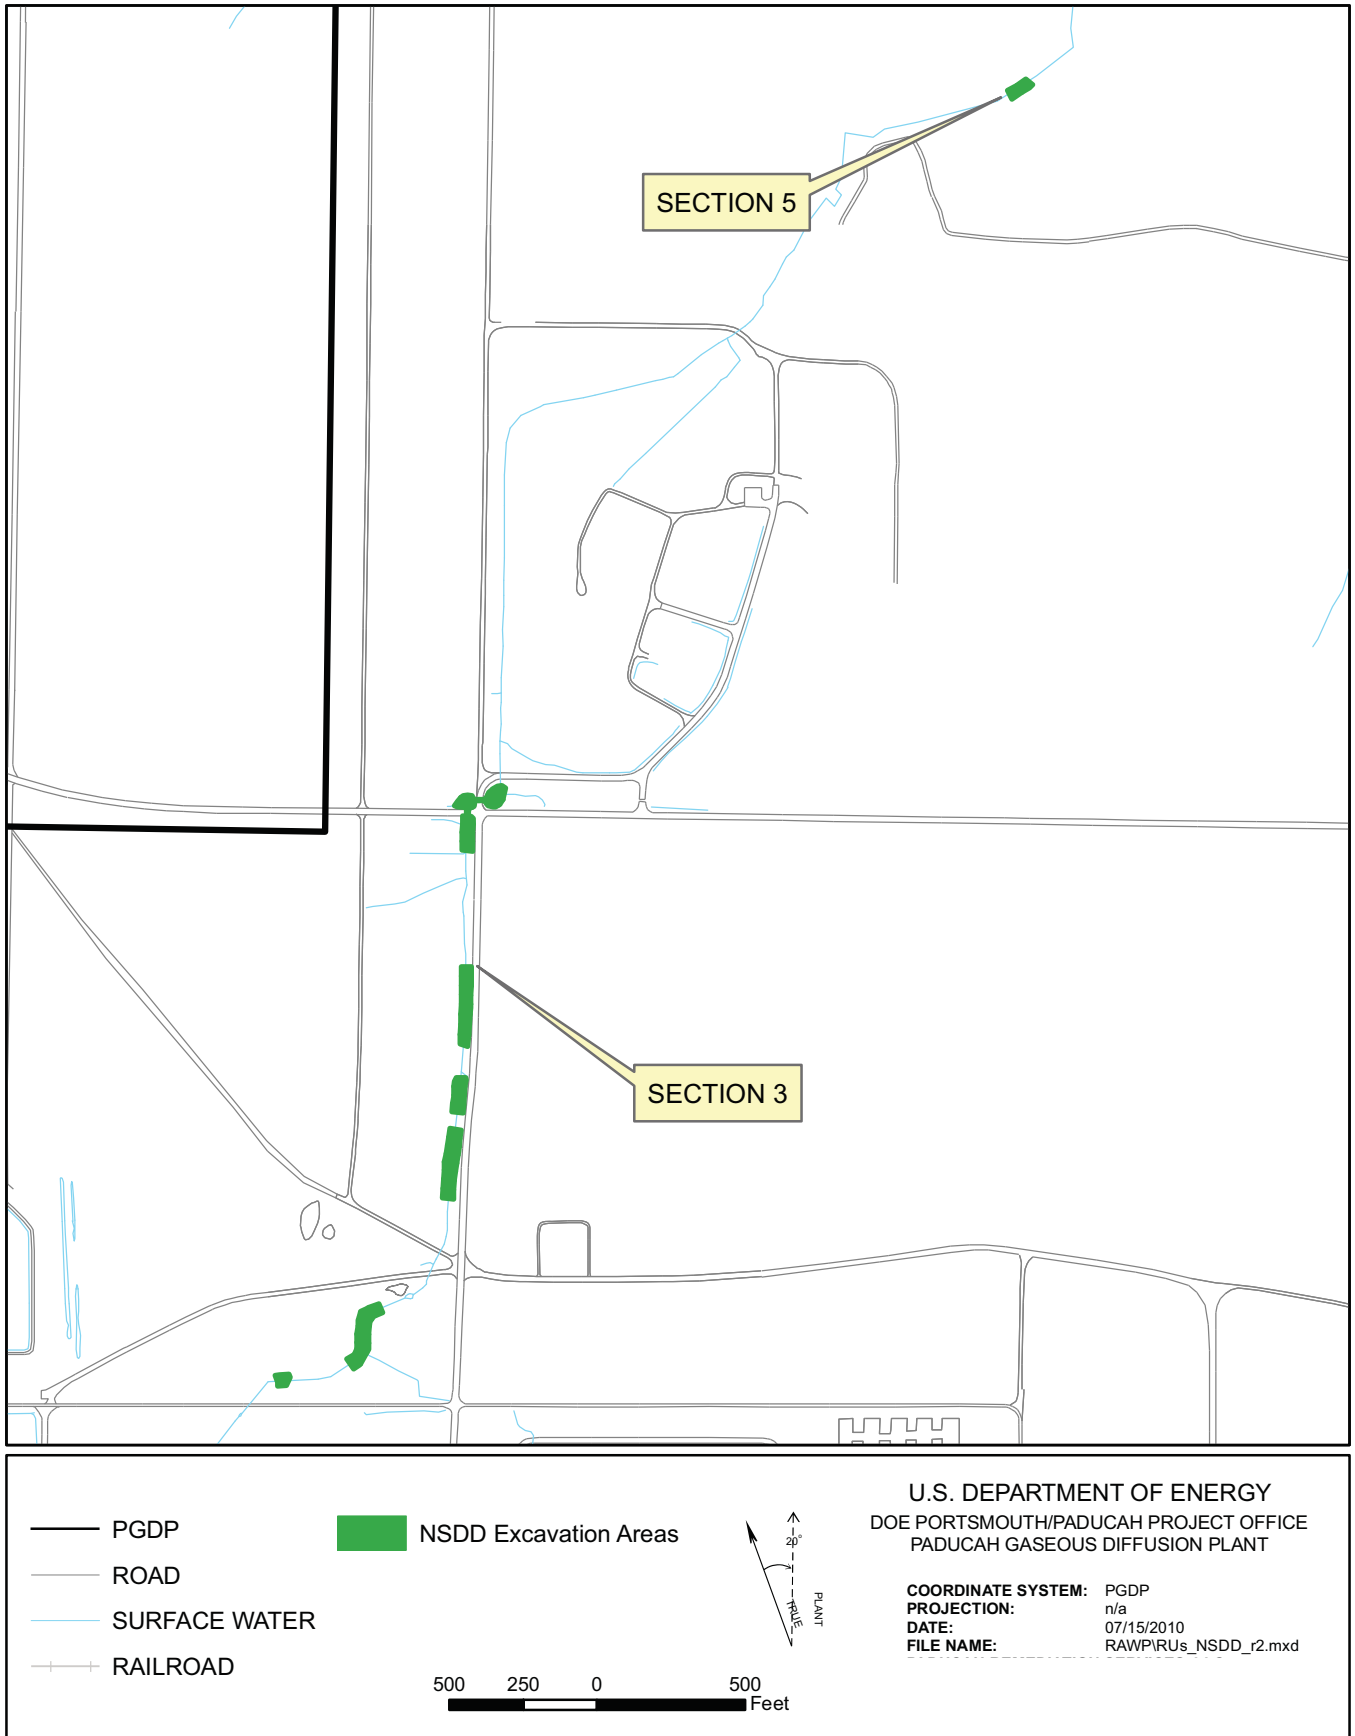 SECTION 5
SECTION 3
PGDP
ROAD
SURFACE WATER
RAILROAD
NSDD Excavation Areas
20°
TRUE
PLANT
500 250 0 500
Feet
U.S. DEPARTMENT OF ENERGY
DOE PORTSMOUTH/PADUCAH PROJECT OFFICE
PADUCAH GASEOUS DIFFUSION PLANT
COORDINATE SYSTEM: PGDP
PROJECTION: n/a
DATE: 07/15/2010
FILE NAME: RAWP\RUs_NSDD_r2.mxd